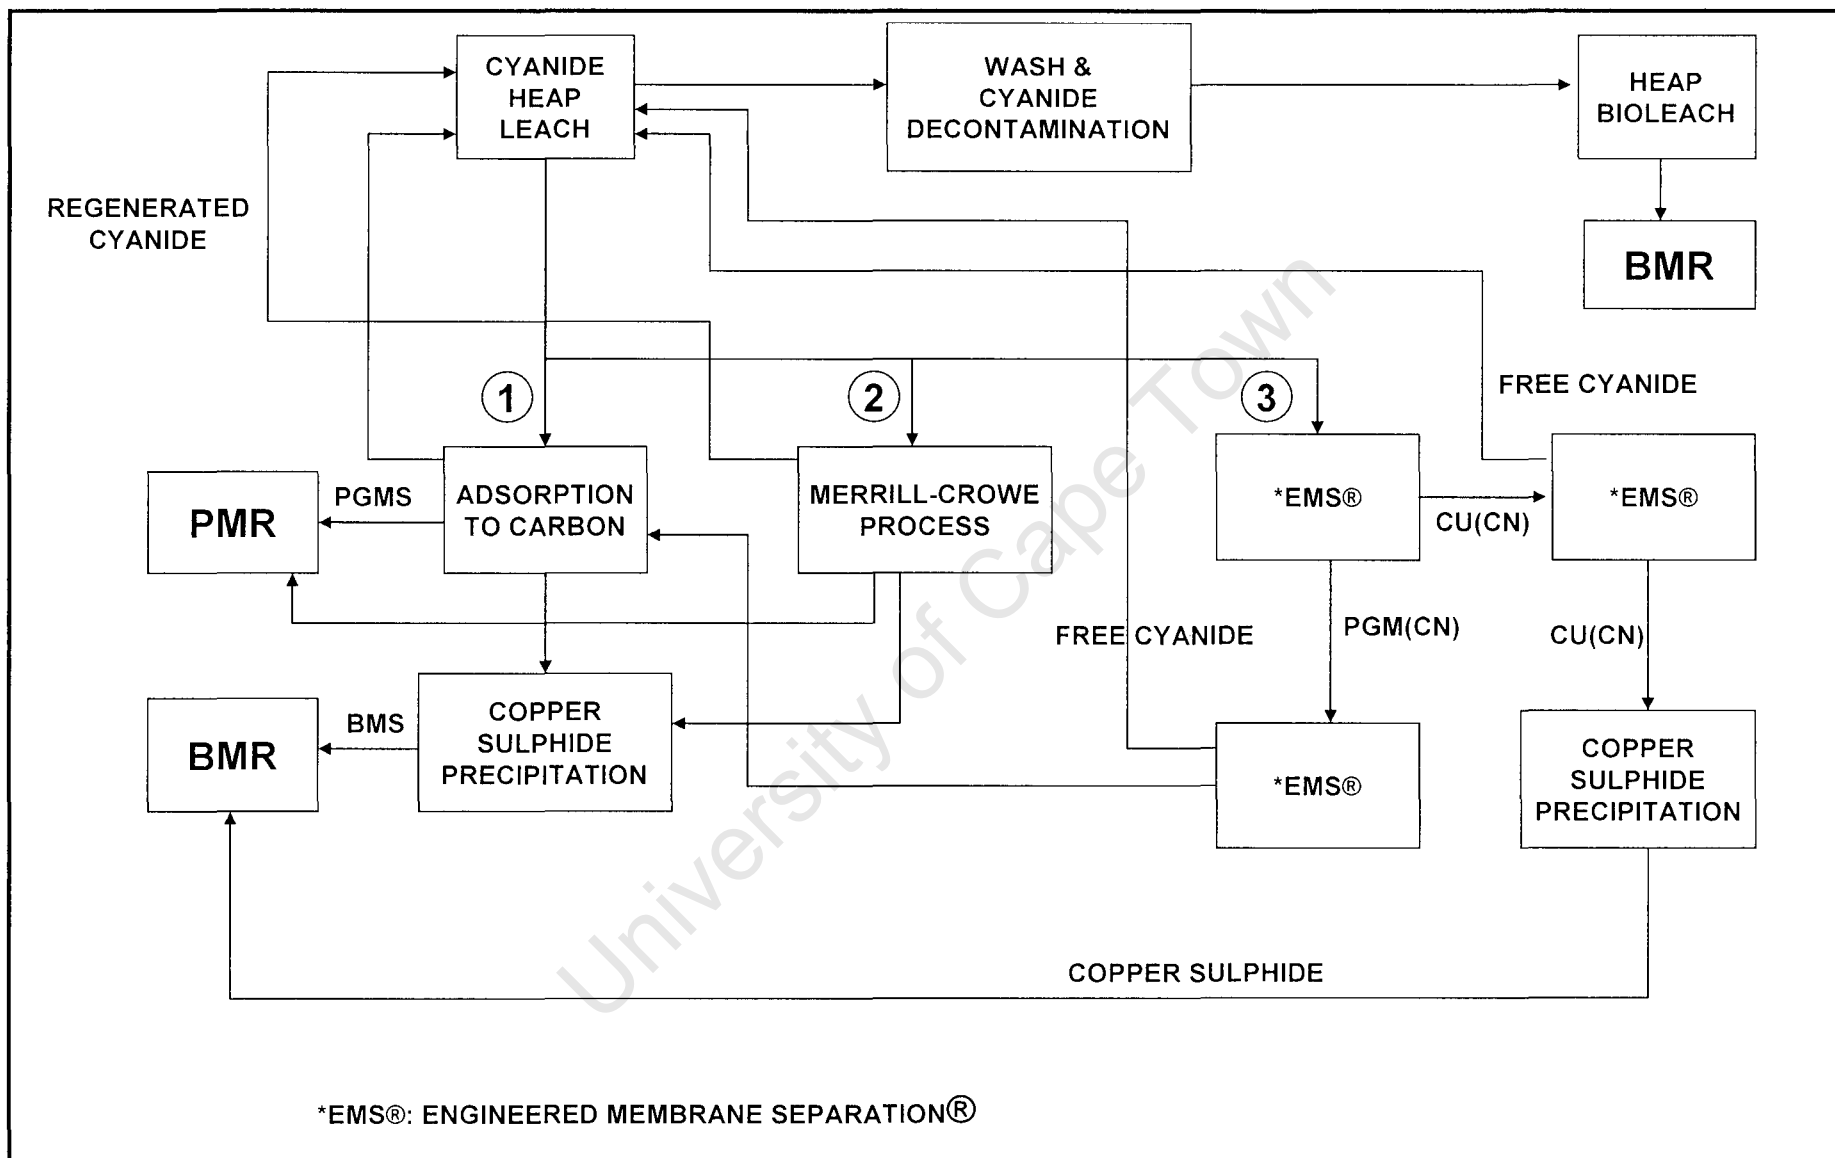 CYANIDE
HEAP
LEACH
WASH &
CYANIDE
DECONTAMINATION
HEAP
BIOLEACH
BMR
REGENERATED
CYANIDE
1
2
3
FREE CYANIDE
PMR
PGMS
ADSORPTION
TO CARBON
MERRILL-CROWE
PROCESS
*EMS®
CU(CN)
*EMS®
FREE CYANIDE
PGM(CN)
CU(CN)
BMR
BMS
COPPER
SULPHIDE
PRECIPITATION
*EMS®
COPPER
SULPHIDE
PRECIPITATION
COPPER SULPHIDE
*EMS®: ENGINEERED MEMBRANE SEPARATION®
University of Cape Town